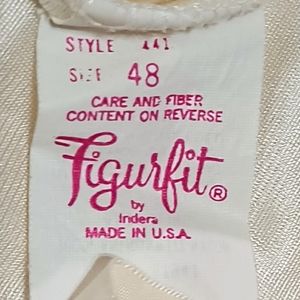 STYLE 441
SIZE 48
CARE AND FIBER
CONTENT ON REVERSE
Figurfit®
by
Indera
MADE IN U.S.A.